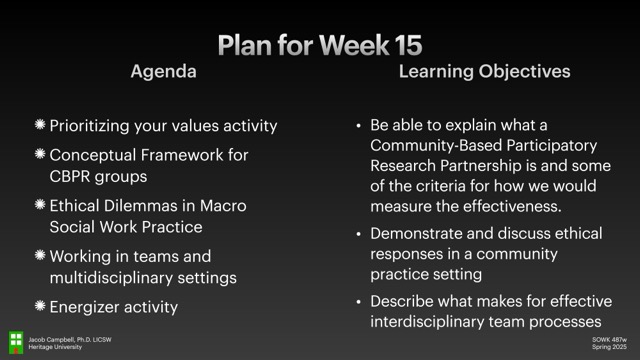 Plan for Week 15
Agenda
Prioritizing your values activity
Conceptual Framework for
CBPR groups
Ethical Dilemmas in Macro
Social Work Practice
Working in teams and
multidisciplinary settings
Energizer activity
Learning Objectives
Be able to explain what a
Community-Based Participatory
Research Partnership is and some
of the criteria for how we would
measure the effectiveness.
Demonstrate and discuss ethical
responses in a community
practice setting
Describe what makes for effective
interdisciplinary team processes
Jacob Campbell, Ph.D. LICSW
Heritage University
SOWK 487w
Spring 2025